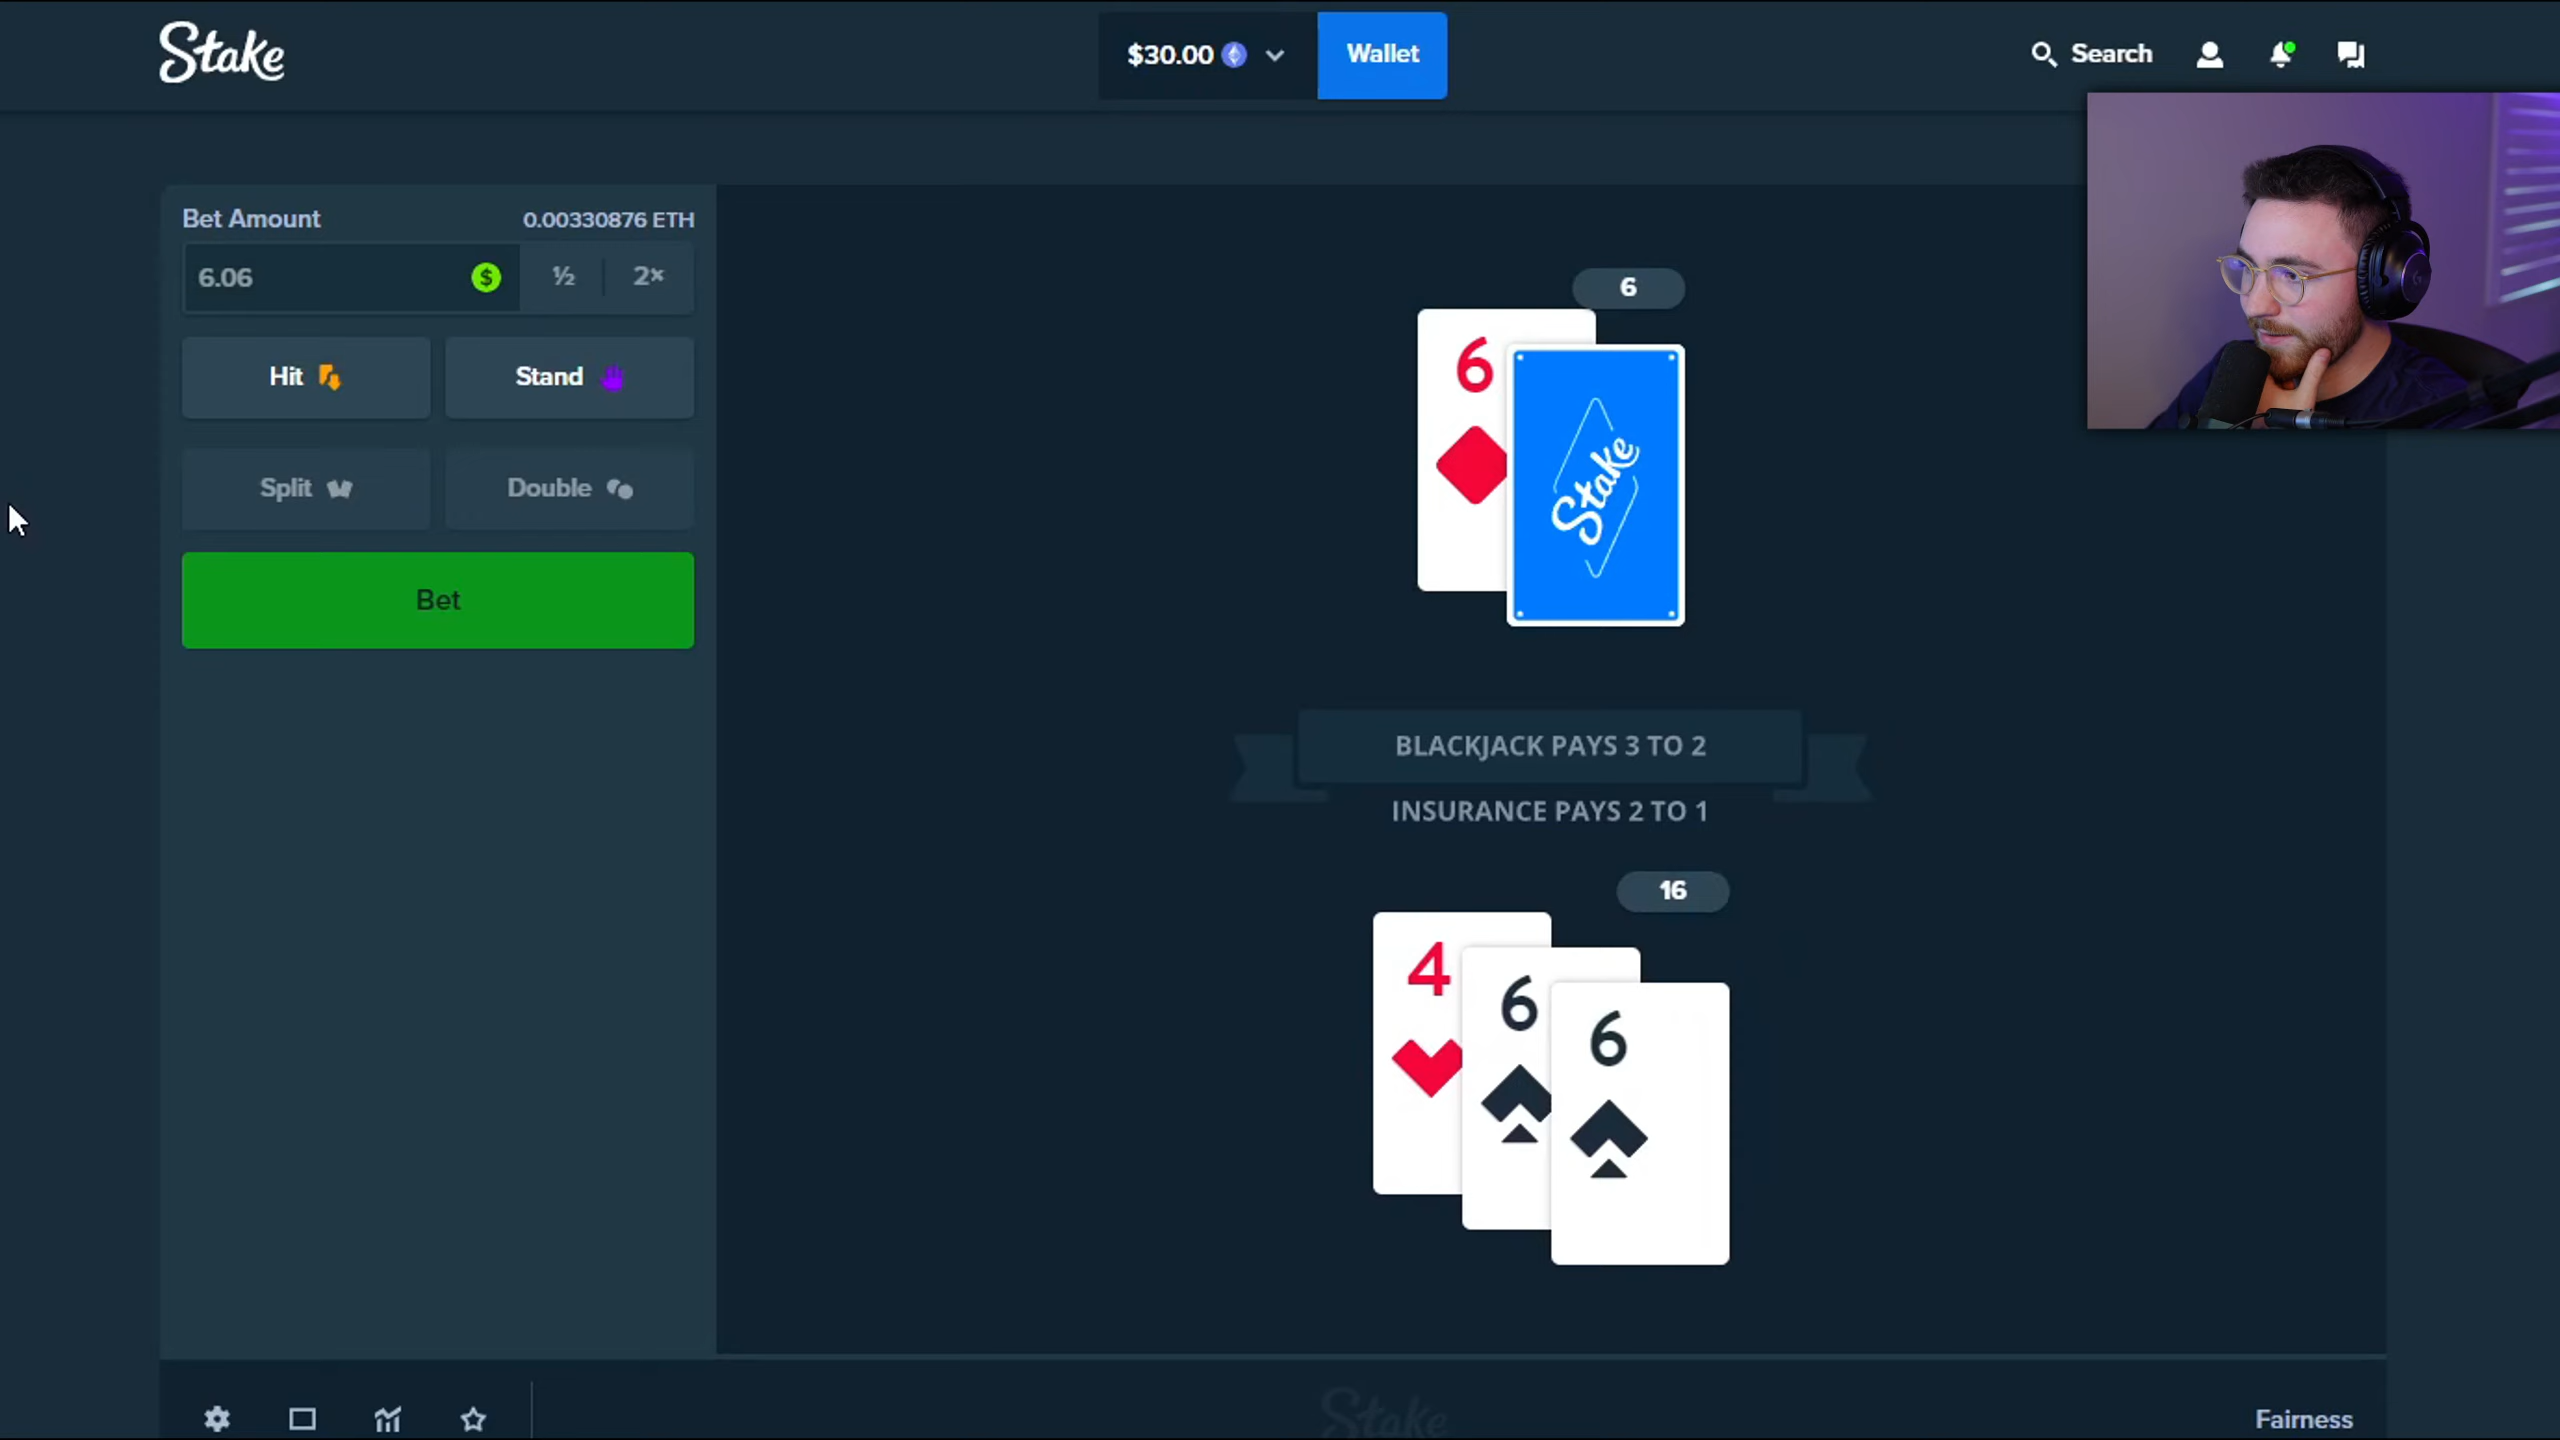 Stake
$30.00
Wallet
Search
Bet Amount
0.00330876 ETH
6.06
$
½
2×
Hit
Stand
Split
Double
Bet
6
6
Stake
BLACKJACK PAYS 3 TO 2
INSURANCE PAYS 2 TO 1
16
4
6
6
Stake
Fairness